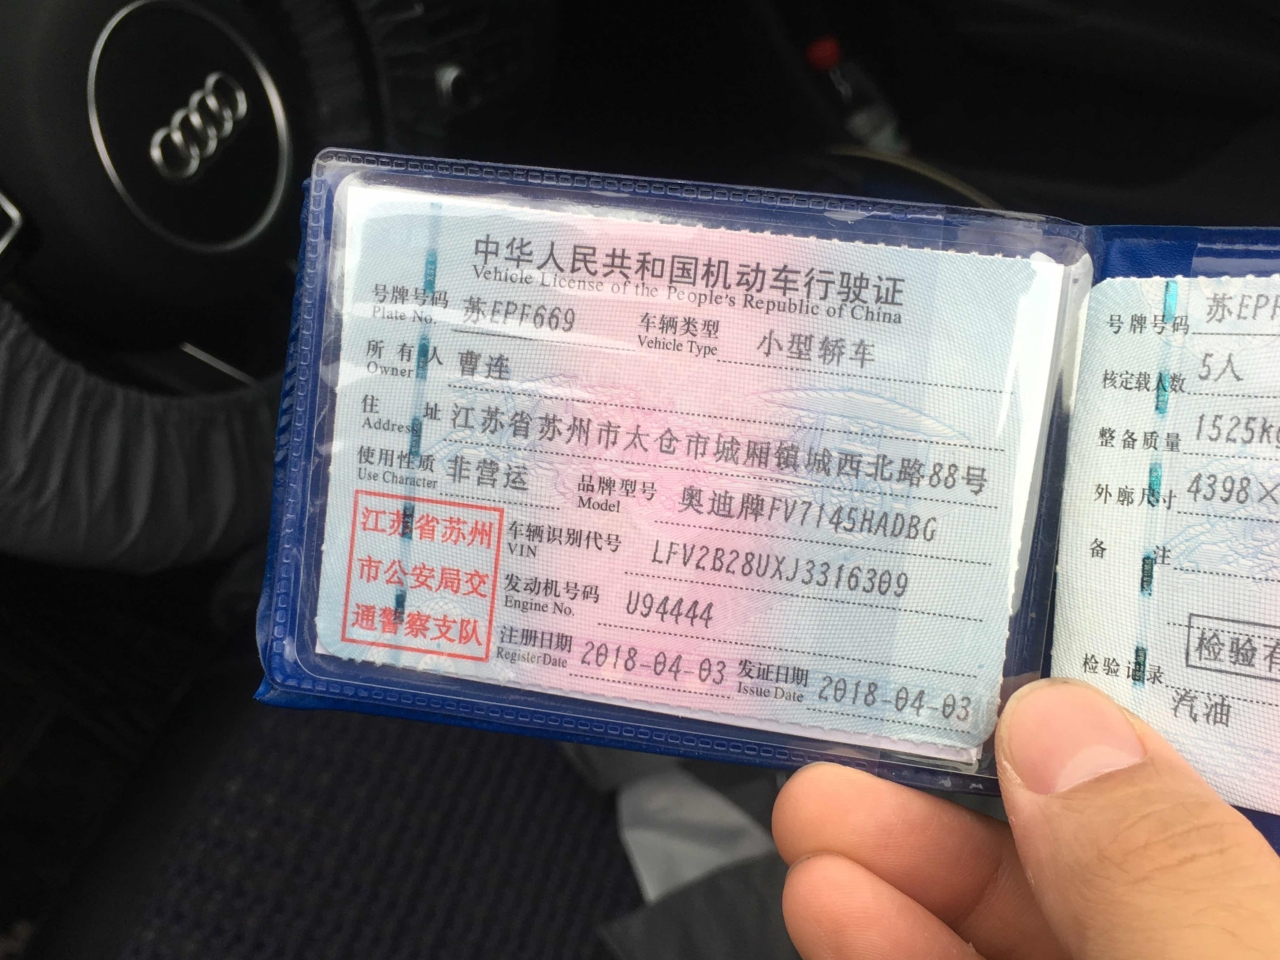 中华人民共和国机动车行驶证
Vehicle License of the People's Republic of China
号牌号码 苏EPF669 车辆类型 小型轿车
Plate No. Vehicle Type
所有人 曹连
Owner
住址 江苏省苏州市太仓市城厢镇城西北路88号
Address
使用性质 非营运 品牌型号 奥迪牌FV7145HADBG
Use Character Model
江苏省苏州
市公安局交
通警察支队
车辆识别代号 LFV2B28UXJ3316309
VIN
发动机号码 U94444
Engine No.
注册日期 2018-04-03 发证日期 2018-04-03
Register Date Issue Date
号牌号码 苏EPF
核定载人数 5人
整备质量 1525K
外廓尺寸 4398×
备注
检验有
检验记录
汽油